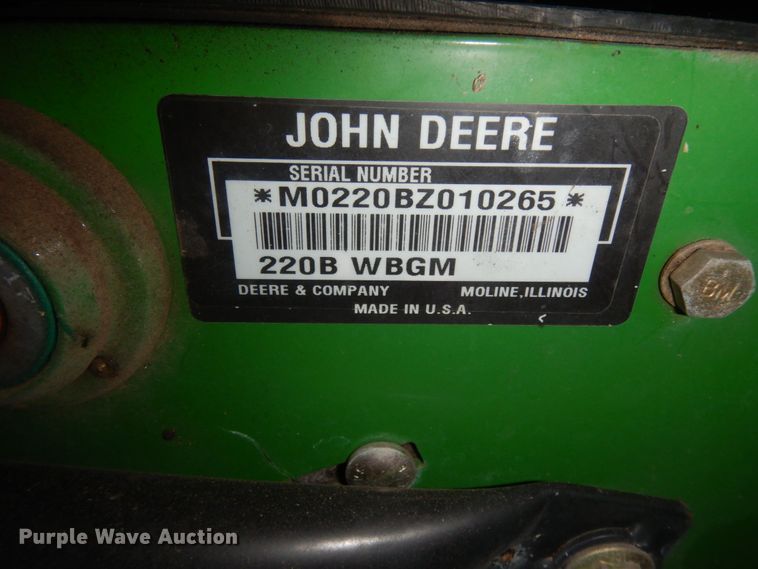 JOHN DEERE
SERIAL NUMBER
*M0220BZ010265*
220B WBGM
DEERE & COMPANY MOLINE, ILLINOIS
MADE IN U.S.A.
Purple Wave Auction